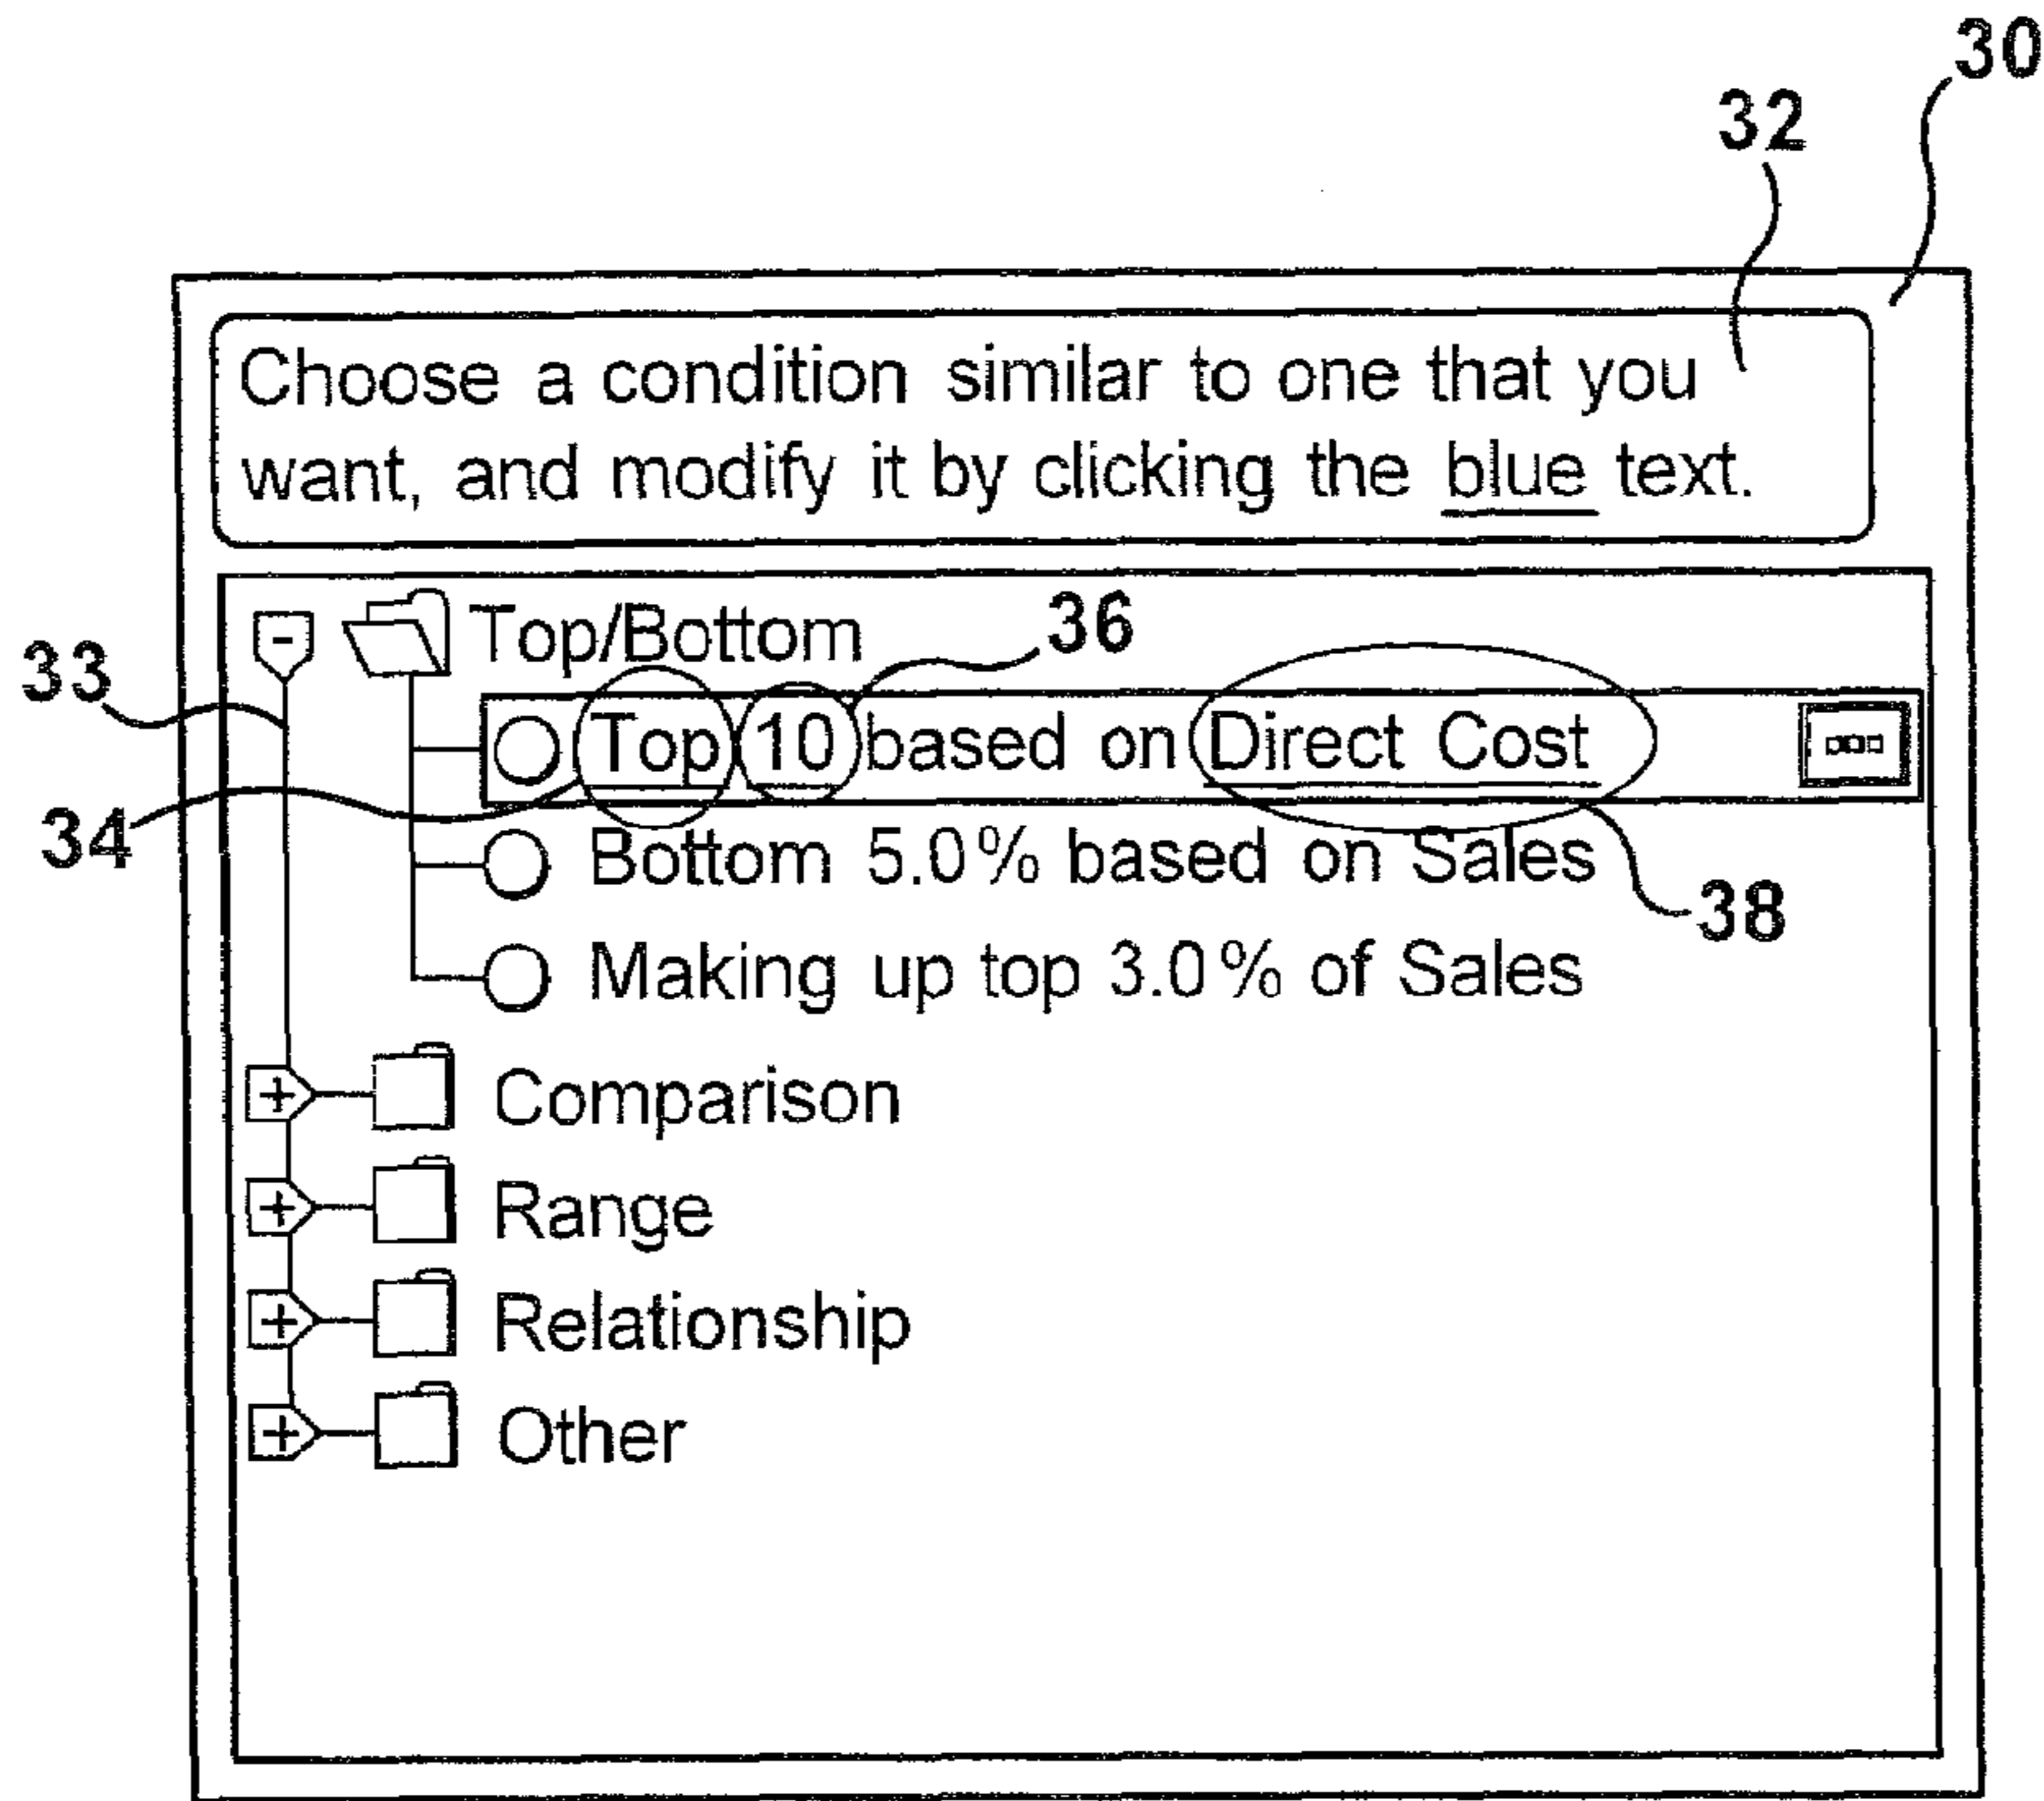 30
32
Choose a condition similar to one that you
want, and modify it by clicking the blue text.
- Top/Bottom
36
33
Top 10 based on Direct Cost
34
Bottom 5.0% based on Sales
38
Making up top 3.0% of Sales
+ Comparison
+ Range
+ Relationship
+ Other